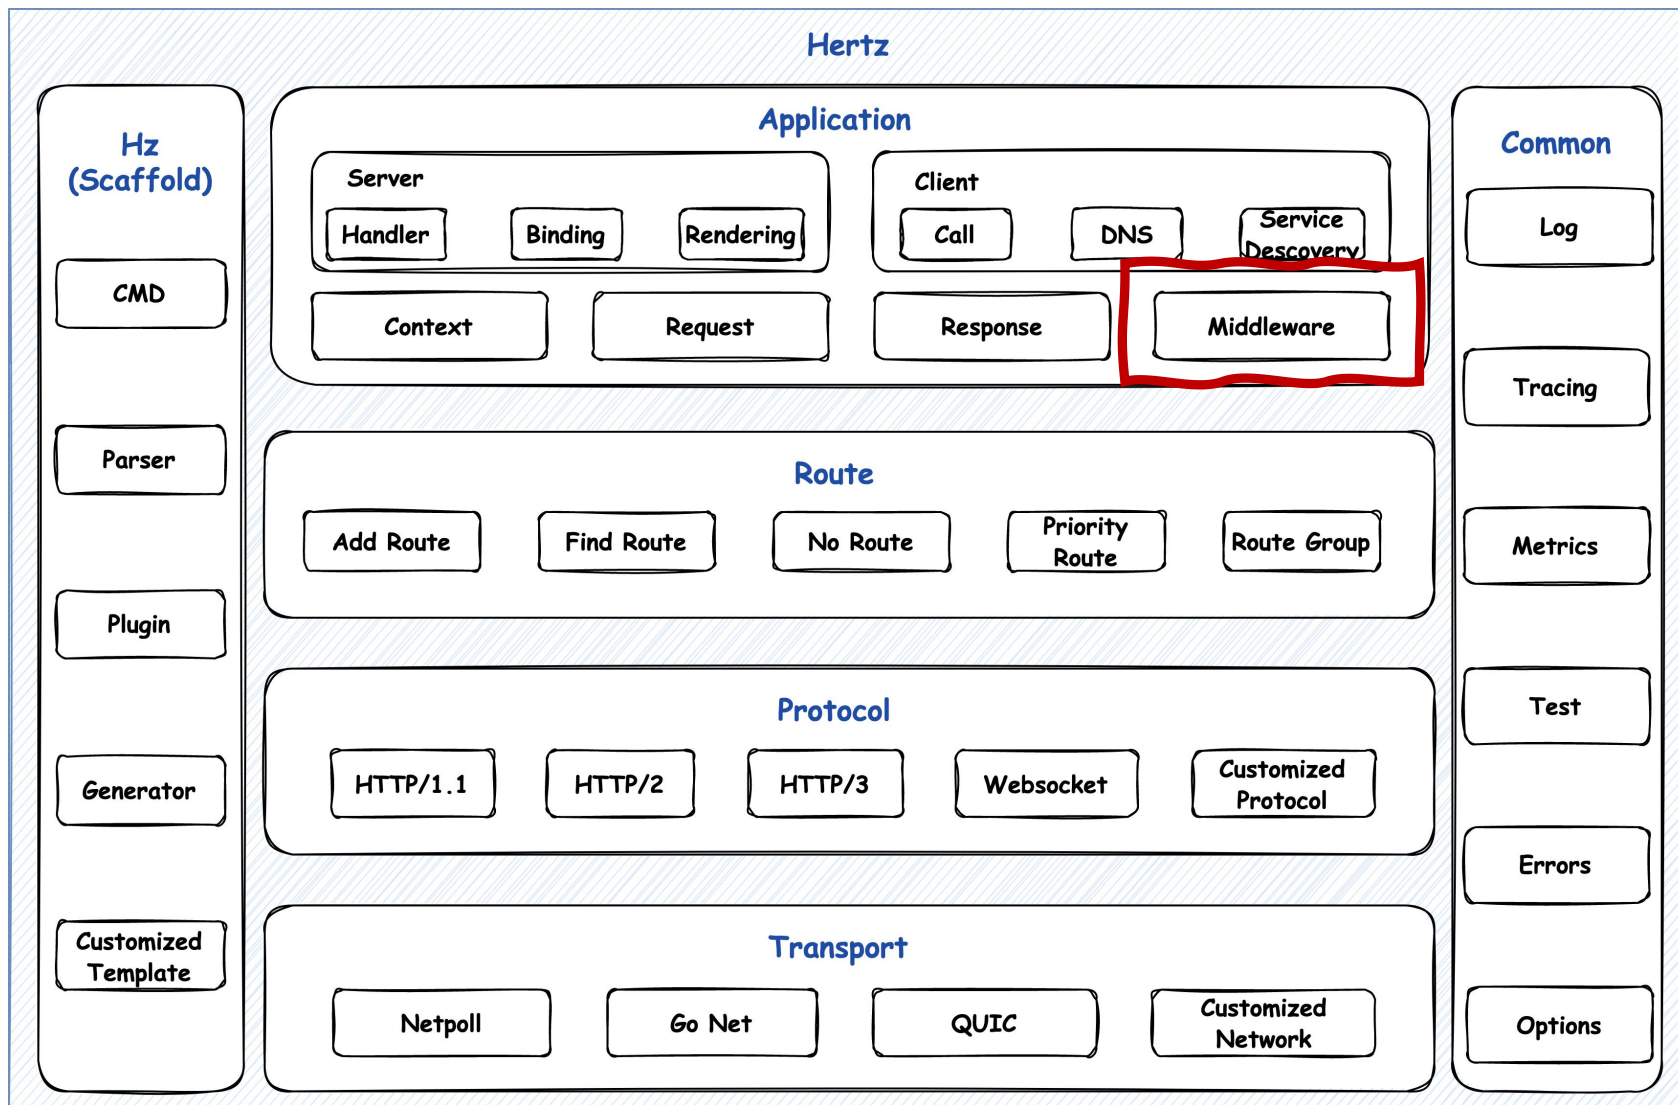 Hertz
Hz
(Scaffold)
CMD
Parser
Plugin
Generator
Customized
Template
Application
Server
Handler
Binding
Rendering
Client
Call
DNS
Service
Descovery
Context
Request
Response
Middleware
Route
Add Route
Find Route
No Route
Priority
Route
Route Group
Protocol
HTTP/1.1
HTTP/2
HTTP/3
Websocket
Customized
Protocol
Transport
Netpoll
Go Net
QUIC
Customized
Network
Common
Log
Tracing
Metrics
Test
Errors
Options